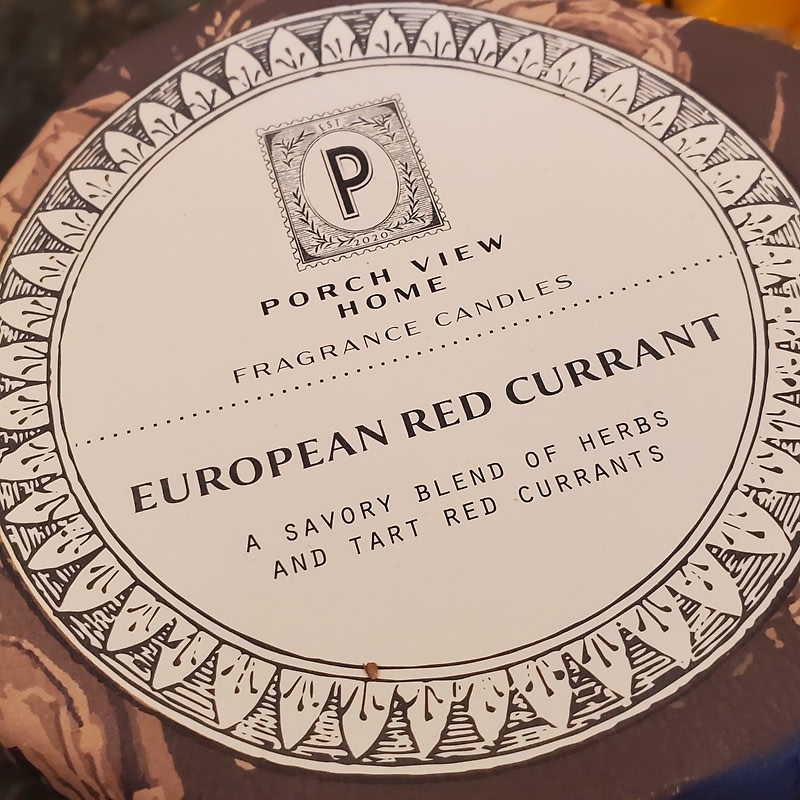 EST
P
2020
PORCH VIEW
HOME
FRAGRANCE CANDLES
EUROPEAN RED CURRANT
A SAVORY BLEND OF HERBS
AND TART RED CURRANTS